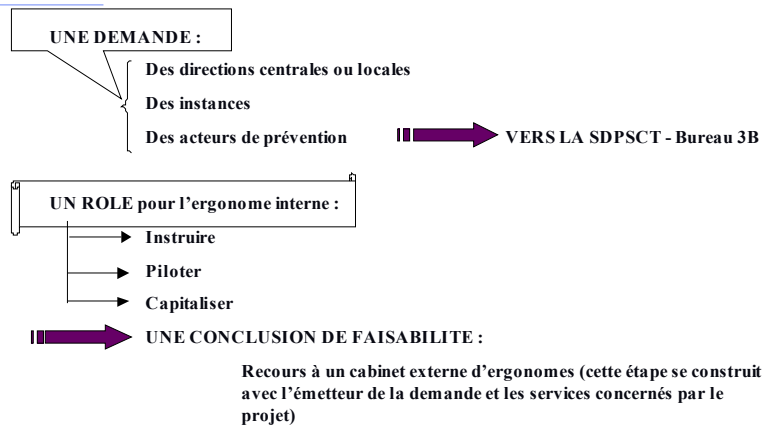 UNE DEMANDE :
Des directions centrales ou locales
Des instances
Des acteurs de prévention
VERS LA SDPSCT - Bureau 3B
UN ROLE pour l'ergonome interne :
Instruire
Piloter
Capitaliser
UNE CONCLUSION DE FAISABILITE :
Recours à un cabinet externe d'ergonomes (cette étape se construit
avec l'émetteur de la demande et les services concernés par le
projet)